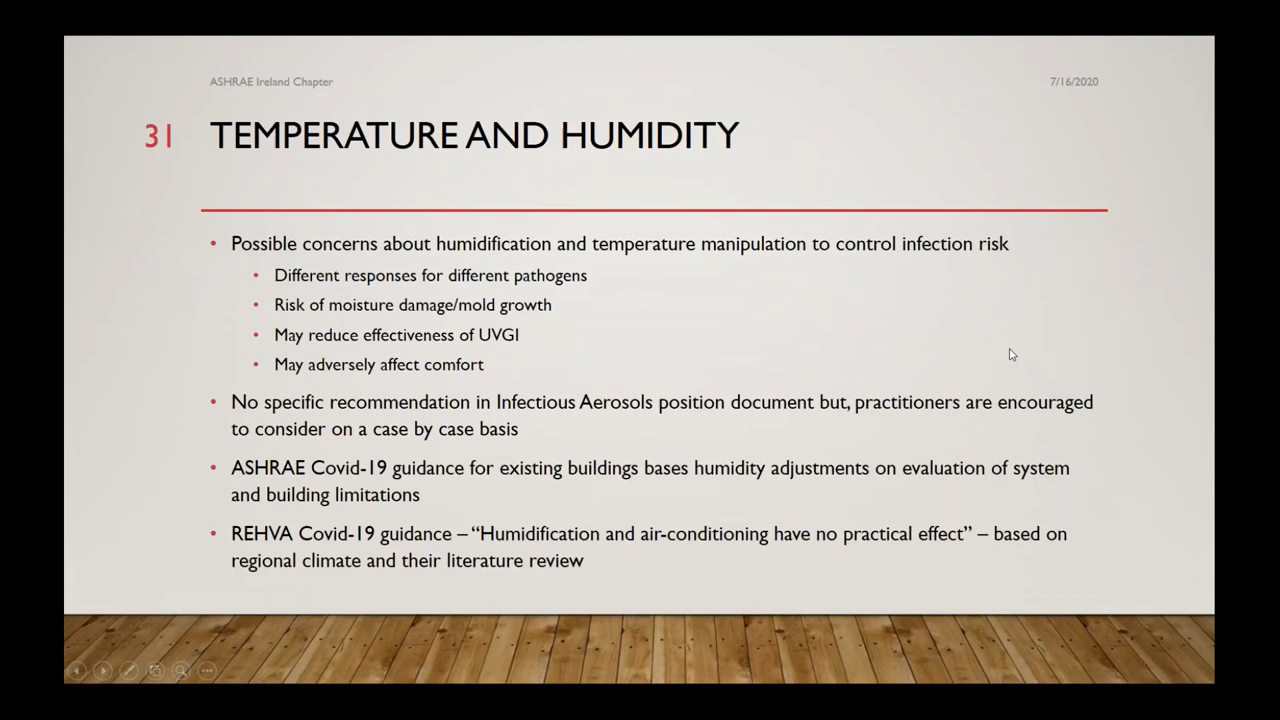 ASHRAE Ireland Chapter
7/16/2020
31
TEMPERATURE AND HUMIDITY
• Possible concerns about humidification and temperature manipulation to control infection risk
• Different responses for different pathogens
• Risk of moisture damage/mold growth
• May reduce effectiveness of UVGI
• May adversely affect comfort
• No specific recommendation in Infectious Aerosols position document but, practitioners are encouraged
to consider on a case by case basis
• ASHRAE Covid-19 guidance for existing buildings bases humidity adjustments on evaluation of system
and building limitations
• REHVA Covid-19 guidance – “Humidification and air-conditioning have no practical effect” – based on
regional climate and their literature review